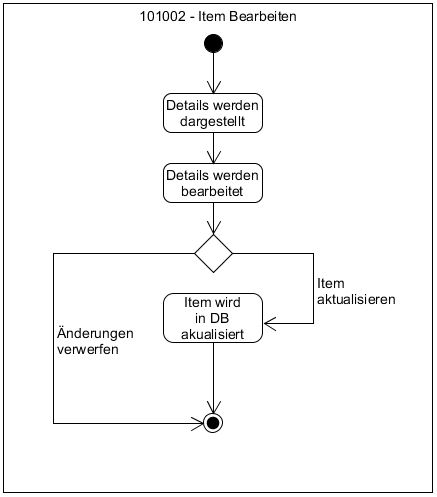 101002 - Item Bearbeiten
Details werden
dargestellt
Details werden
bearbeitet
Item
aktualisieren
Item wird
in DB
akualisiert
Änderungen
verwerfen